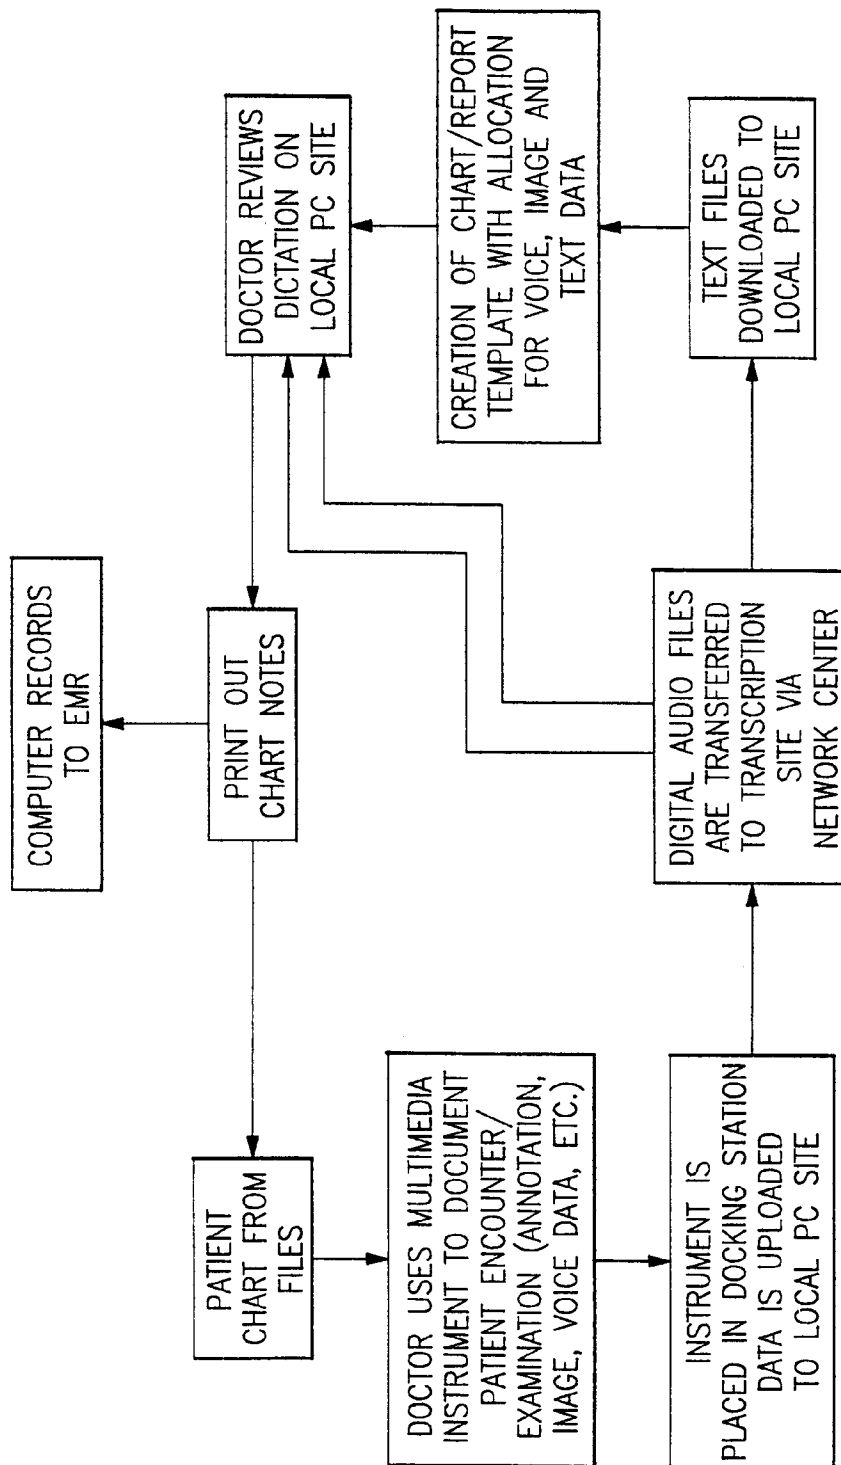 COMPUTER RECORDS
TO EMR
PATIENT
CHART FROM
FILES
PRINT OUT
CHART NOTES
DOCTOR REVIEWS
DICTATION ON
LOCAL PC SITE
DOCTOR USES MULTIMEDIA
INSTRUMENT TO DOCUMENT
PATIENT ENCOUNTER/
EXAMINATION (ANNOTATION,
IMAGE, VOICE DATA, ETC.)
CREATION OF CHART/REPORT
TEMPLATE WITH ALLOCATION
FOR VOICE, IMAGE AND
TEXT DATA
INSTRUMENT IS
PLACED IN DOCKING STATION
DATA IS UPLOADED
TO LOCAL PC SITE
DIGITAL AUDIO FILES
ARE TRANSFERRED
TO TRANSCRIPTION
SITE VIA
NETWORK CENTER
TEXT FILES
DOWNLOADED TO
LOCAL PC SITE